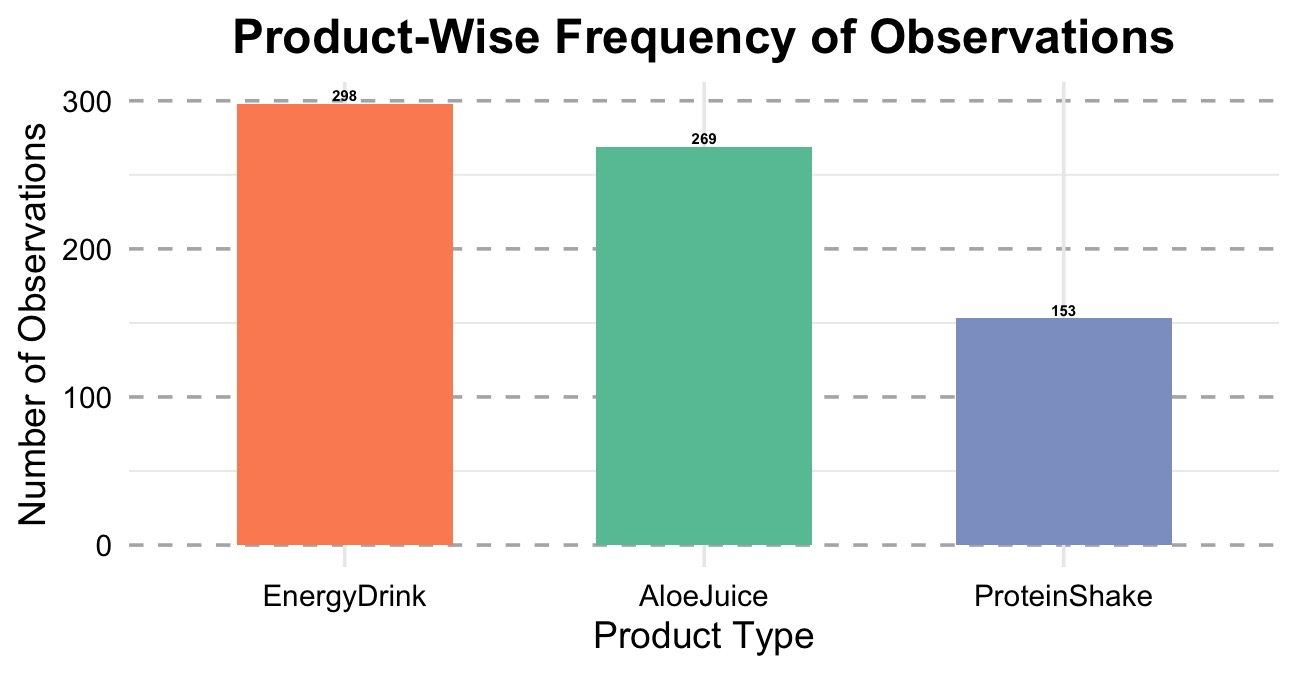 Product-Wise Frequency of Observations
Number of Observations
300
200
100
0
298
269
153
EnergyDrink
AloeJuice
ProteinShake
Product Type